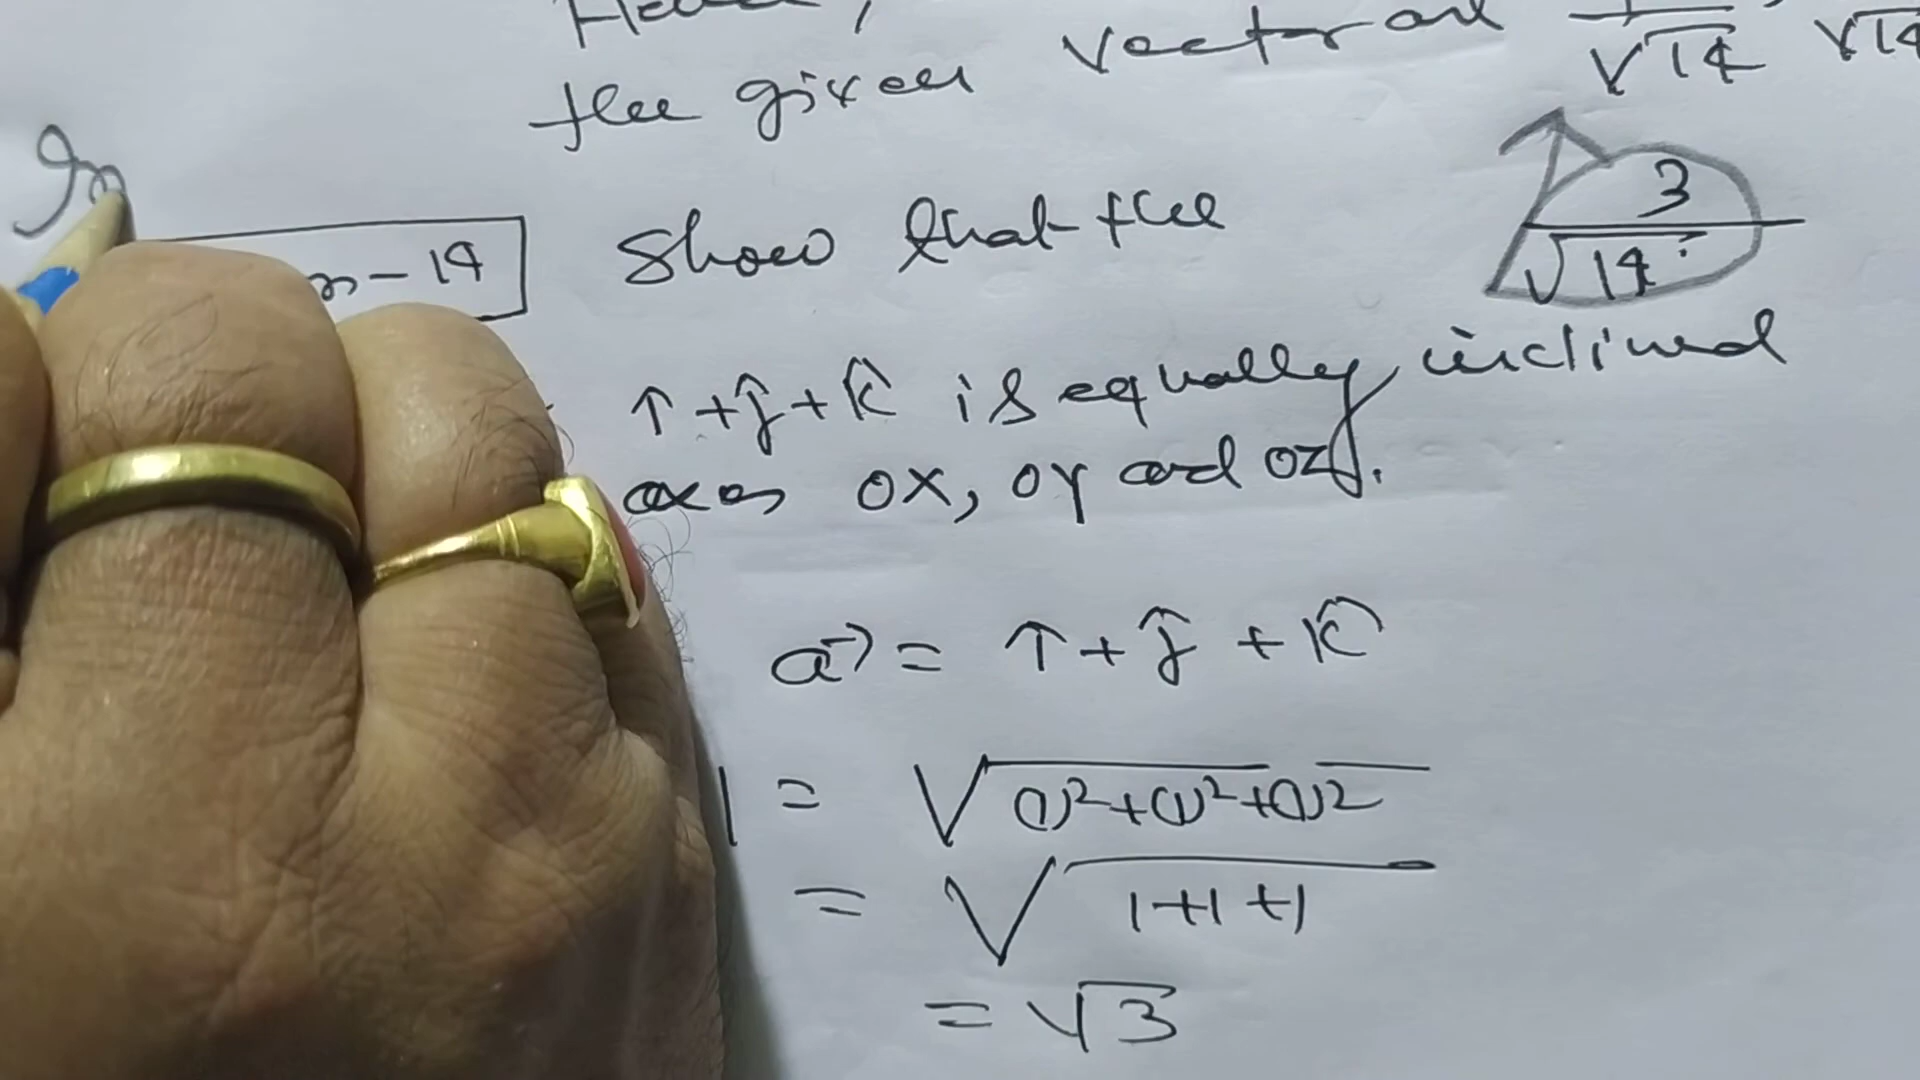 the given vector are 1/√14, √14
3/√14.
n-14 Show that the
î+ĵ+k̂ is equally inclined
axes OX, OY and OZ.
a⃗ = î+ĵ+k̂
| = √(1)²+(1)²+(1)²
= √1+1+1
= √3